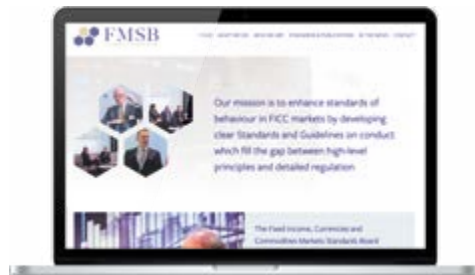 FMSB
Our mission is to enhance standards of
behaviour in FICC markets by developing
clear Standards and Guidelines on conduct
which fill the gap between high-level
principles and detailed regulation
The Fixed Income, Currencies and
Commodities Markets Standards Board